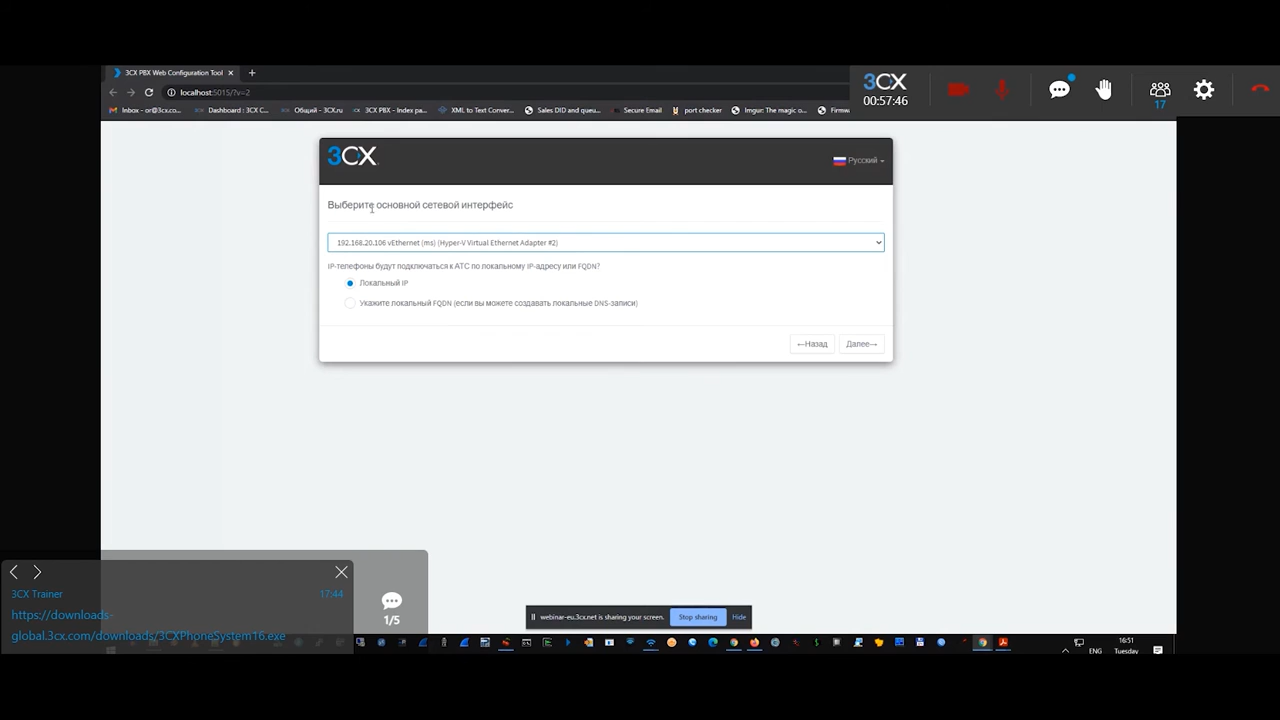 3CX PBX Web Configuration Tool
3CX
00:57:46
17
localhost:5015/?v=2
Inbox - or@3cx.co...
Dashboard : 3CX C...
Общий - 3CX.ru
3CX PBX - Index pa...
XML to Text Conver...
Sales DID and queu...
Secure Email
port checker
Imgur: The magic o...
Firmw
3CX
Русский
Выберите основной сетевой интерфейс
192.168.20.106 vEthernet (ms) (Hyper-V Virtual Ethernet Adapter #2)
IP-телефоны будут подключаться к АТС по локальному IP-адресу или FQDN?
Локальный IP
Укажите локальный FQDN (если вы можете создавать локальные DNS-записи)
←Назад
Далее→
3CX Trainer
17:44
https://downloads-
global.3cx.com/downloads/3CXPhoneSystem16.exe
1/5
webinar-eu.3cx.net is sharing your screen.
Stop sharing
Hide
ENG
16:51
Tuesday